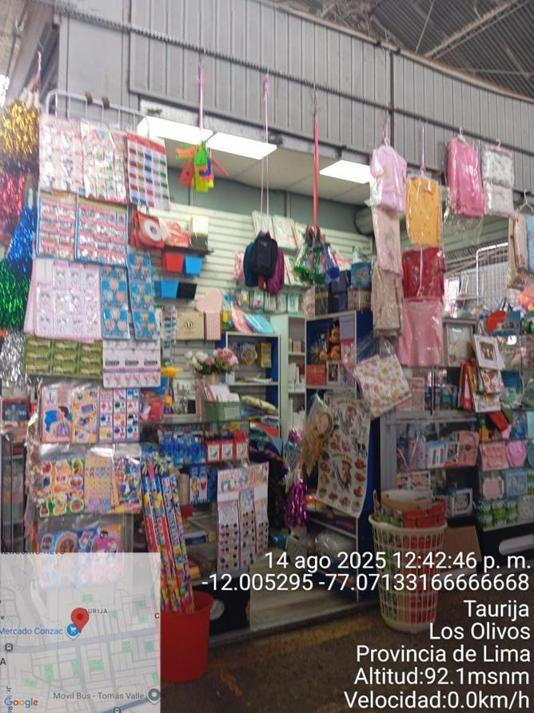 14 ago 2025 12:42:46 p. m.
-12.005295 -77.07133166666668
Taurija
Los Olivos
Provincia de Lima
Altitud:92.1msnm
Velocidad:0.0km/h
URIJA
Mercado Conzac
A
Movil Bus - Tomás Valle
Google